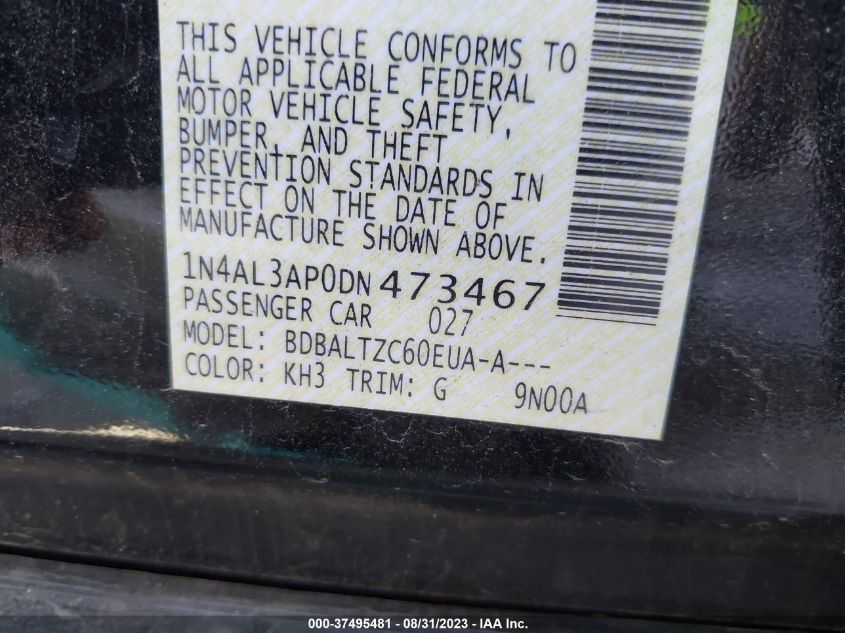 THIS VEHICLE CONFORMS TO
ALL APPLICABLE FEDERAL
MOTOR VEHICLE SAFETY,
BUMPER, AND THEFT
PREVENTION STANDARDS IN
EFFECT ON THE DATE OF
MANUFACTURE SHOWN ABOVE.
1N4AL3AP0DN473467
PASSENGER CAR 027
MODEL: BDBALTZC60EUA-A---
COLOR: KH3 TRIM: G 9N00A
000-37495481 - 08/31/2023 - IAA Inc.